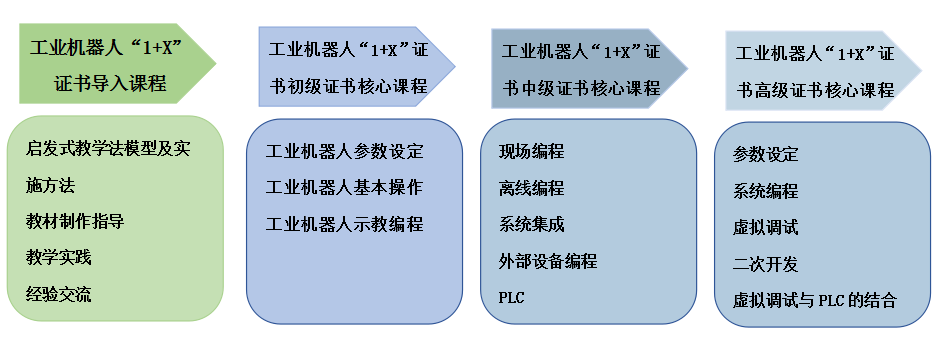 工业机器人“1+X”
证书导入课程
启发式教学法模型及实
施方法
教材制作指导
教学实践
经验交流
工业机器人“1+X”证
书初级证书核心课程
工业机器人参数设定
工业机器人基本操作
工业机器人示教编程
工业机器人“1+X”证
书中级证书核心课程
现场编程
离线编程
系统集成
外部设备编程
PLC
工业机器人“1+X”证
书高级证书核心课程
参数设定
系统编程
虚拟调试
二次开发
虚拟调试与 PLC 的结合